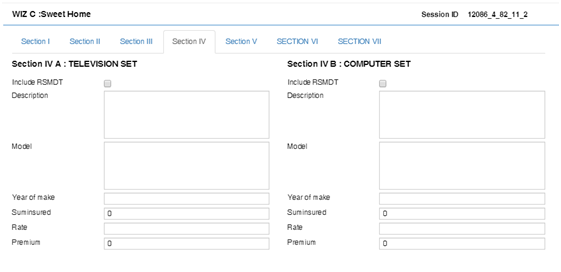 WIZ C :Sweet Home Session ID 12086_4_82_11_2
Section I Section II Section III Section IV Section V SECTION VI SECTION VII
Section IV A : TELEVISION SET
Include RSMDT
Description
Model
Year of make
Suminsured 0
Rate
Premium 0
Section IV B : COMPUTER SET
Include RSMDT
Description
Model
Year of make
Suminsured 0
Rate
Premium 0